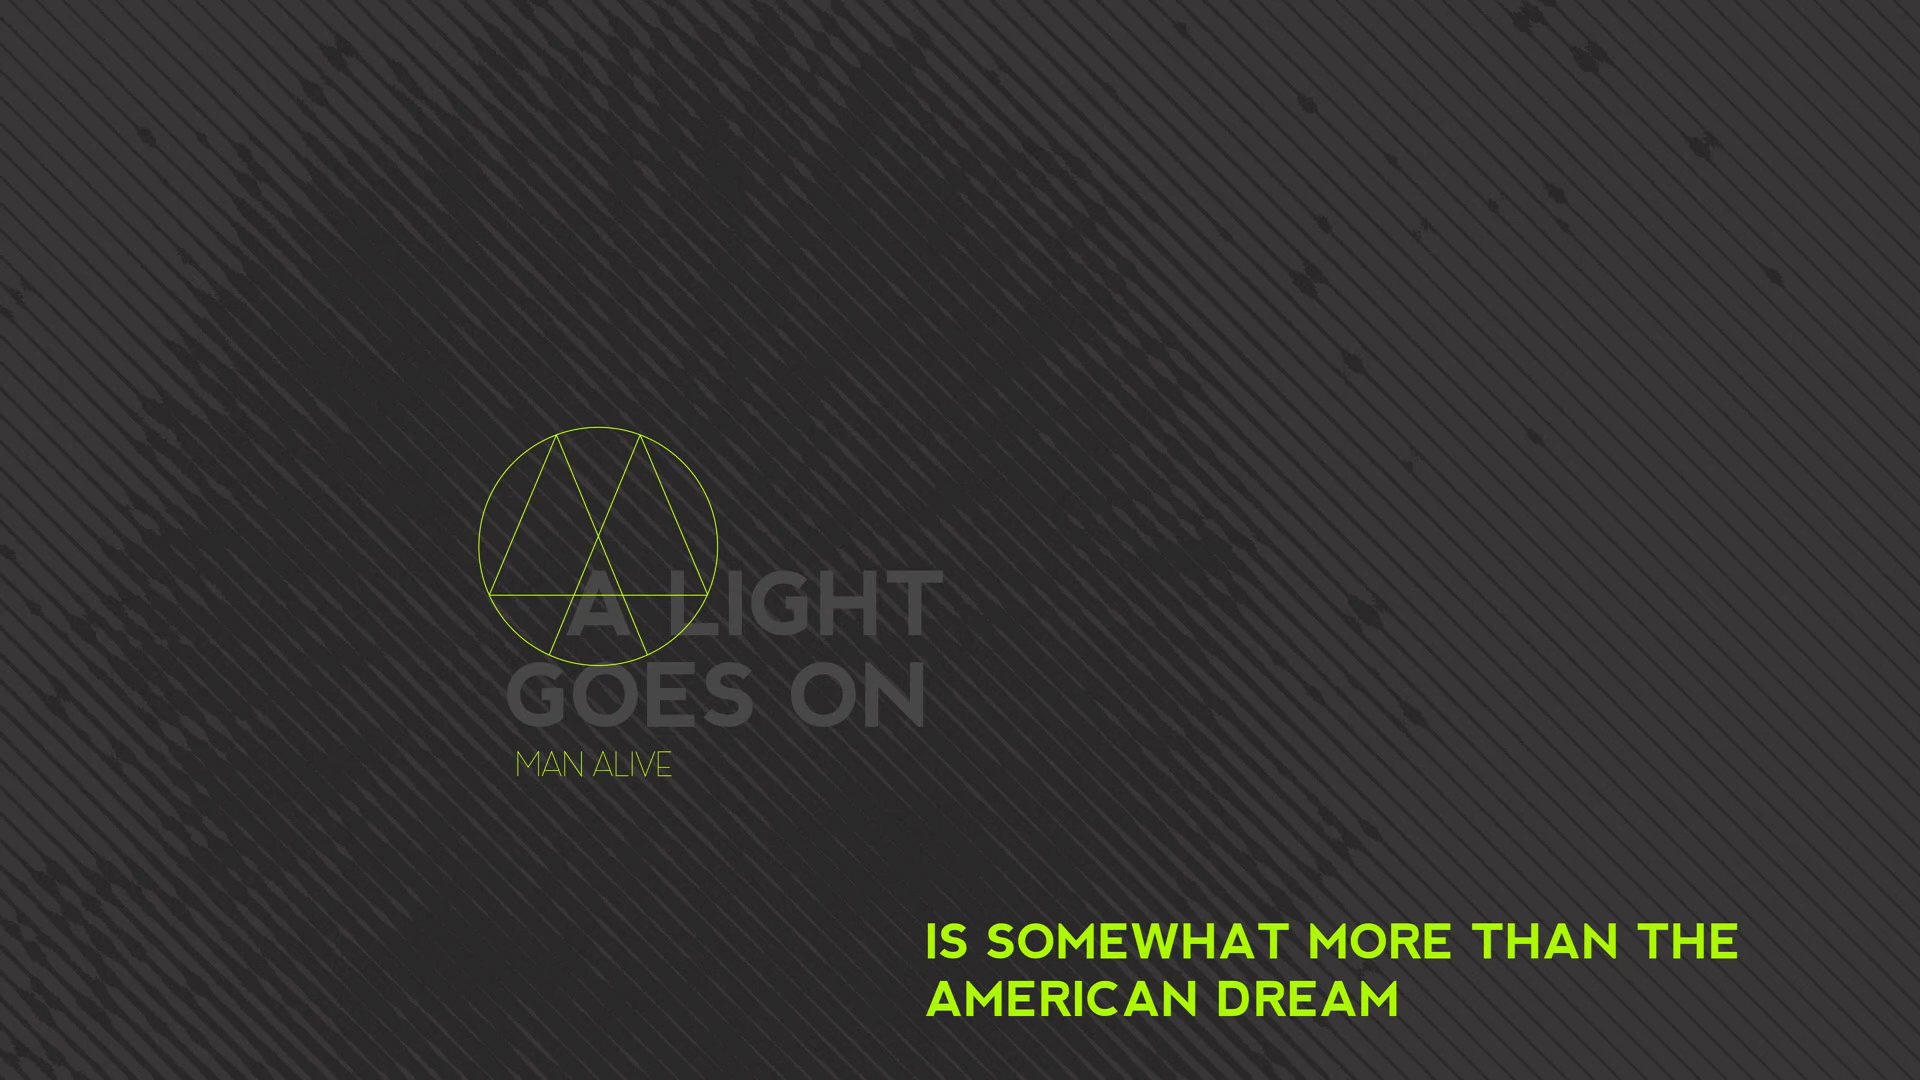 A LIGHT
GOES ON
MAN ALIVE
IS SOMEWHAT MORE THAN THE
AMERICAN DREAM